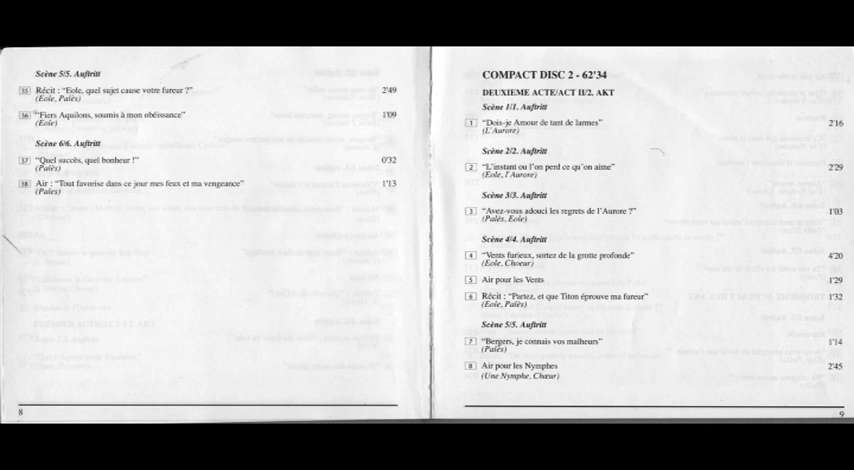 Scène 5/5. Auftritt
35 Récit : “Eole, quel sujet cause votre fureur ?” 2'49
(Eole, Palès)
36 “Fiers Aquilons, soumis à mon obéissance” 1'09
(Eole)
Scène 6/6. Auftritt
37 “Quel succès, quel bonheur !” 0'32
(Palès)
38 Air : “Tout favorise dans ce jour mes feux et ma vengeance” 1'13
(Pales)
8
COMPACT DISC 2 - 62'34
DEUXIEME ACTE/ACT II/2. AKT
Scène 1/1. Auftritt
1 “Dois-je Amour de tant de larmes” 2'16
(L'Aurore)
Scène 2/2. Auftritt
2 “L'instant ou l'on perd ce qu'on aime” 2'29
(Eole, l'Aurore)
Scène 3/3. Auftritt
3 “Avez-vous adouci les regrets de l'Aurore ?” 1'03
(Palès, Eole)
Scène 4/4. Auftritt
4 “Vents furieux, sortez de la grotte profonde” 4'20
(Eole, Choeur)
5 Air pour les Vents 1'29
6 Récit : “Partez, et que Titon éprouve ma fureur” 1'32
(Eole, Palès)
Scène 5/5. Auftritt
7 “Bergers, je connais vos malheurs” 1'14
(Palès)
8 Air pour les Nymphes 2'45
(Une Nymphe, Chœur)
9